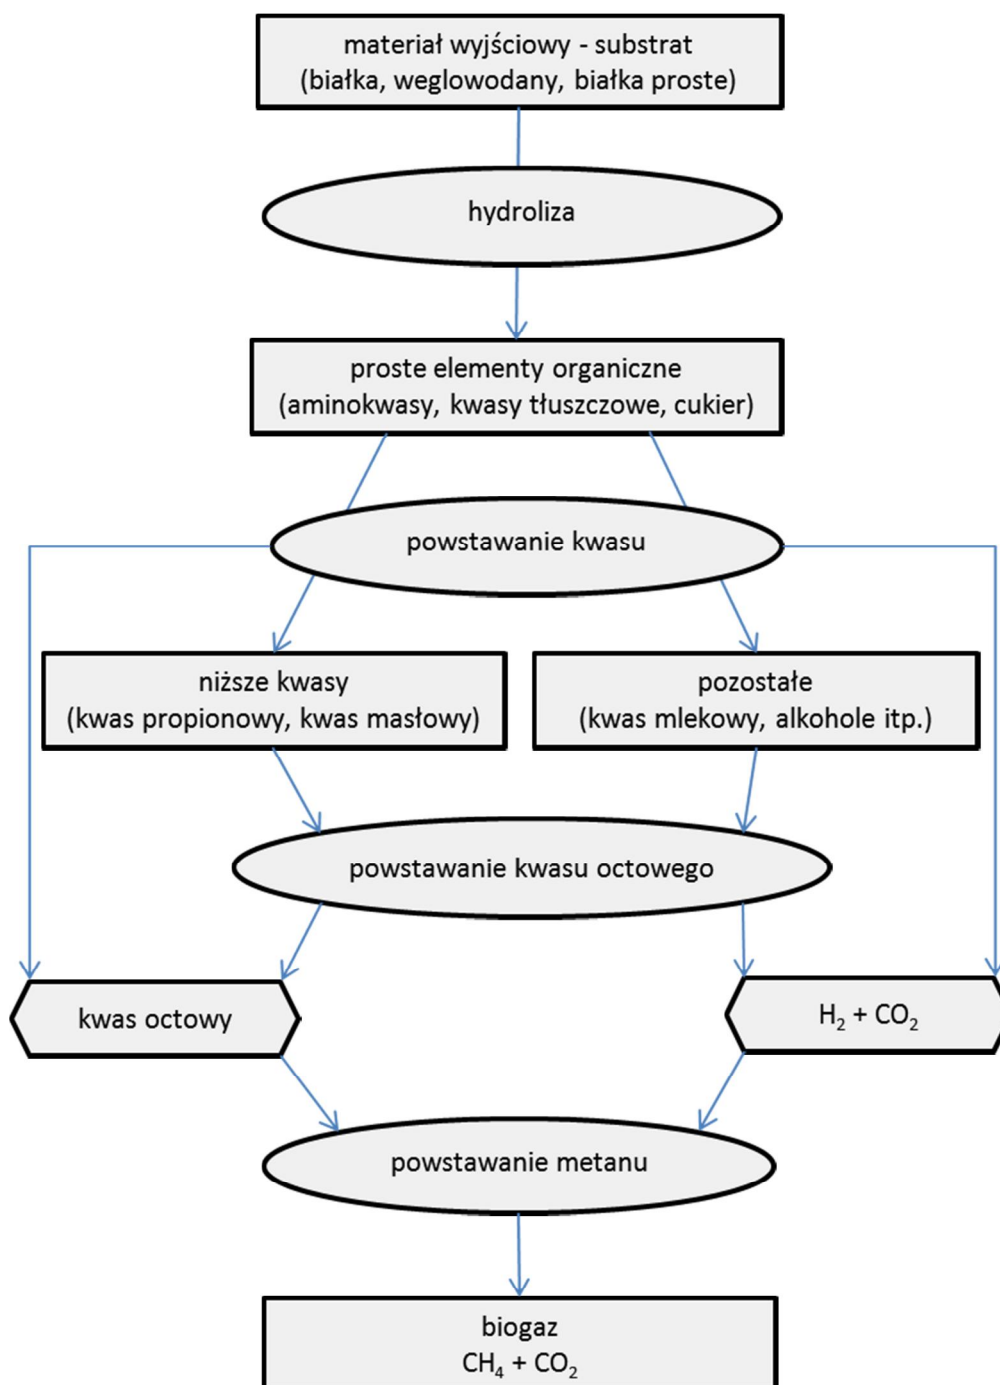 materiał wyjściowy - substrat
(białka, weglowodany, białka proste)
hydroliza
proste elementy organiczne
(aminokwasy, kwasy tłuszczowe, cukier)
powstawanie kwasu
niższe kwasy
(kwas propionowy, kwas masłowy)
pozostałe
(kwas mlekowy, alkohole itp.)
powstawanie kwasu octowego
kwas octowy
H₂ + CO₂
powstawanie metanu
biogaz
CH₄ + CO₂